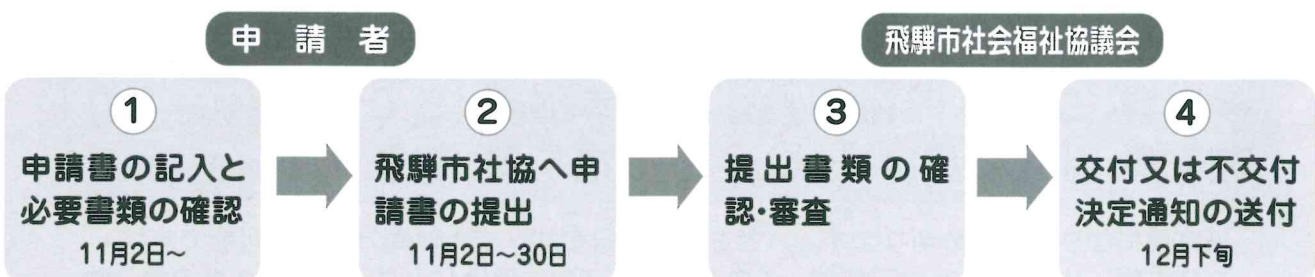 申請者
飛騨市社会福祉協議会
①
申請書の記入と
必要書類の確認
11月2日〜
②
飛騨市社協へ申
請書の提出
11月2日〜30日
③
提出書類の確
認・審査
④
交付又は不交付
決定通知の送付
12月下旬